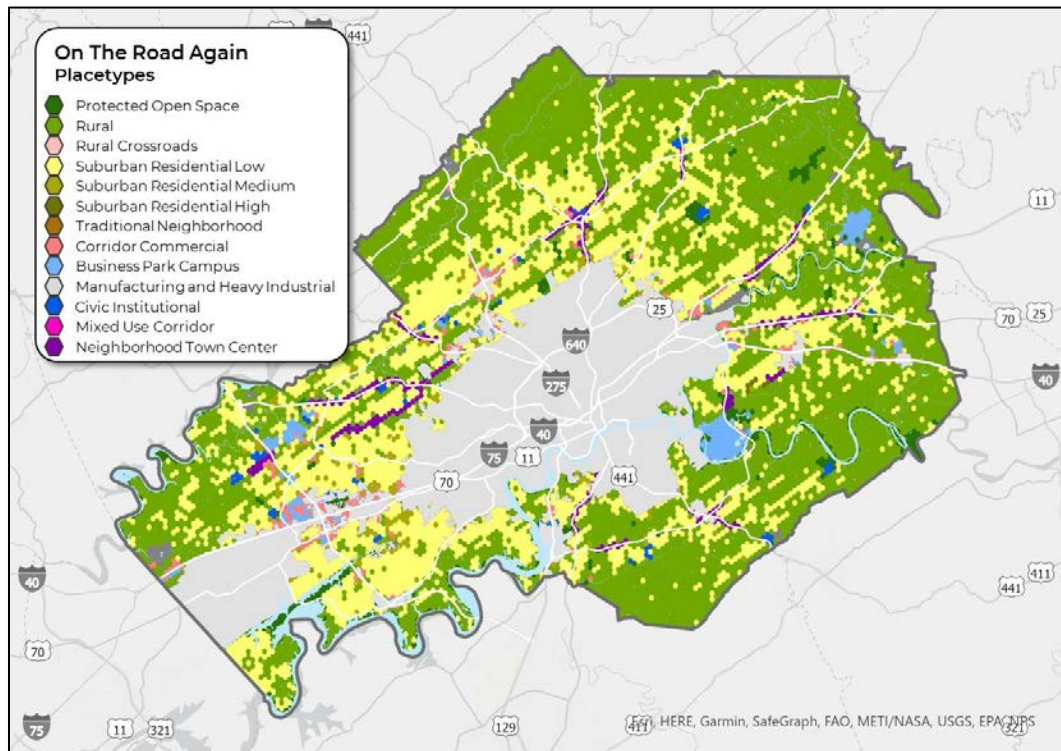 441
441
On The Road Again
Placetypes
Protected Open Space
Rural
Rural Crossroads
Suburban Residential Low
Suburban Residential Medium
Suburban Residential High
Traditional Neighborhood
Corridor Commercial
Business Park Campus
Manufacturing and Heavy Industrial
Civic Institutional
Mixed Use Corridor
Neighborhood Town Center
11
25
70
25
640
275
40
40
75
11
70
441
40
411
441
70
75
11
321
129
411
321
Esri, HERE, Garmin, SafeGraph, FAO, METI/NASA, USGS, EPA, NPS